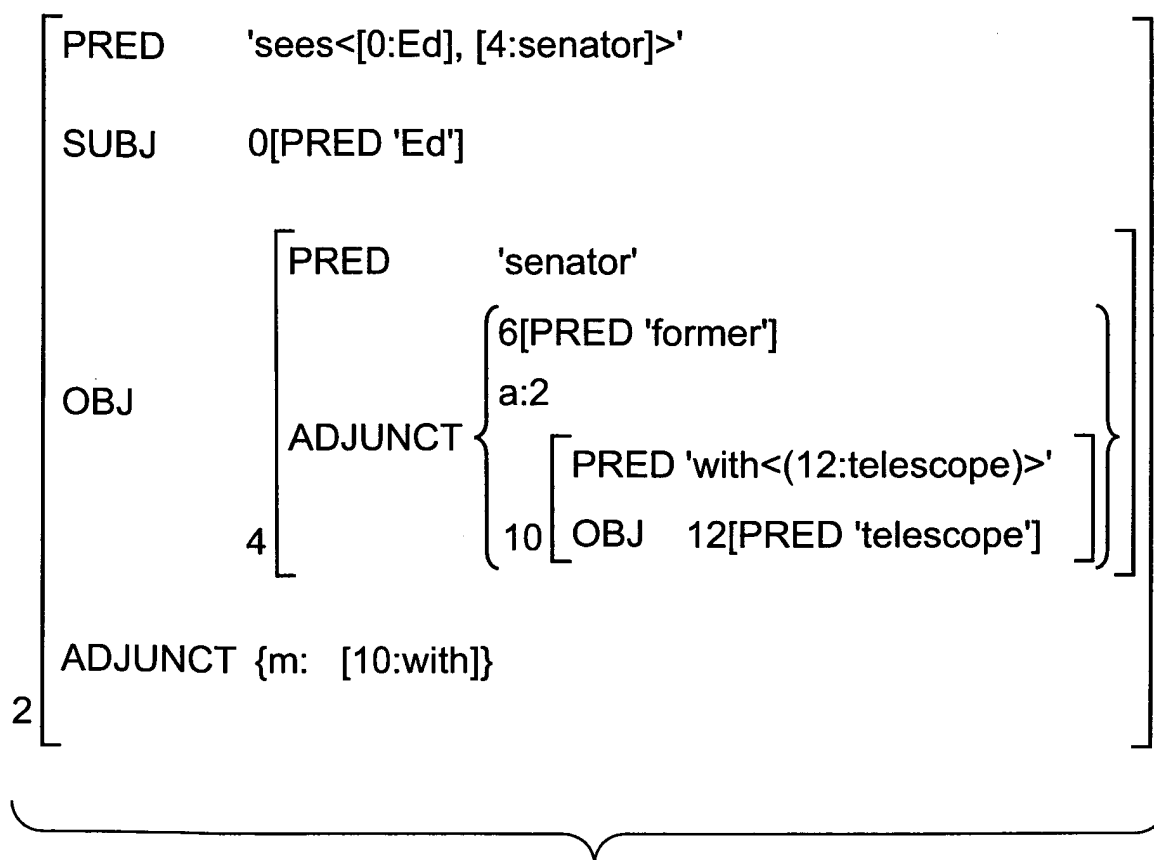 PRED 'sees<[0:Ed], [4:senator]>'
SUBJ 0[PRED 'Ed']
PRED 'senator'
6[PRED 'former']
OBJ a:2
ADJUNCT
PRED 'with<(12:telescope)>'
4 10 OBJ 12[PRED 'telescope']
ADJUNCT {m: [10:with]}
2